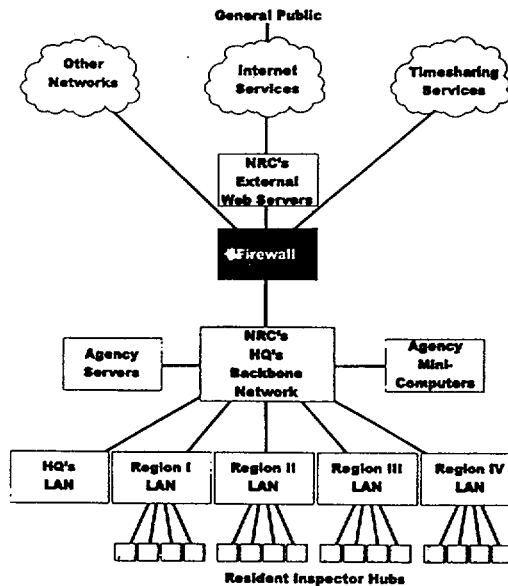 General Public
Other
Networks
Internet
Services
Timesharing
Services
NRC's
External
Web Servers
Firewall
NRC's
HQ's
Backbone
Network
Agency
Servers
Agency
Mini-
Computers
HQ's
LAN
Region I
LAN
Region II
LAN
Region III
LAN
Region IV
LAN
Resident Inspector Hubs